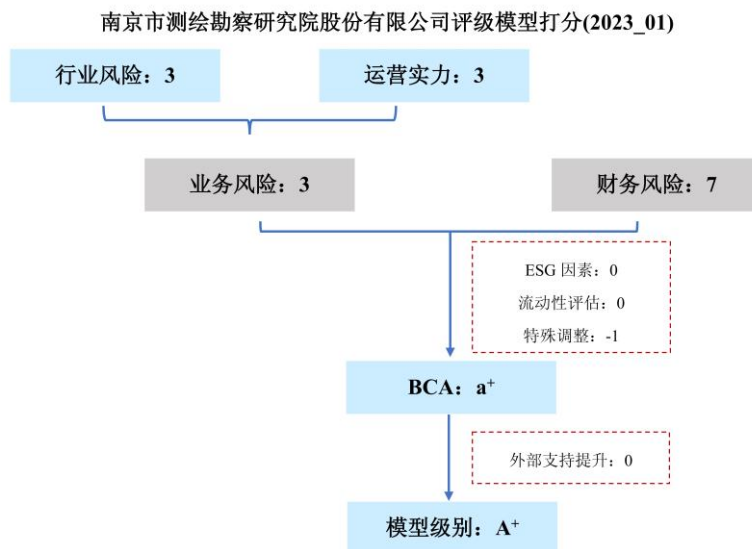 南京市测绘勘察研究院股份有限公司评级模型打分(2023_01)
行业风险：3
运营实力：3
业务风险：3
财务风险：7
ESG 因素：0
流动性评估：0
特殊调整：-1
BCA：a⁺
外部支持提升：0
模型级别：A⁺